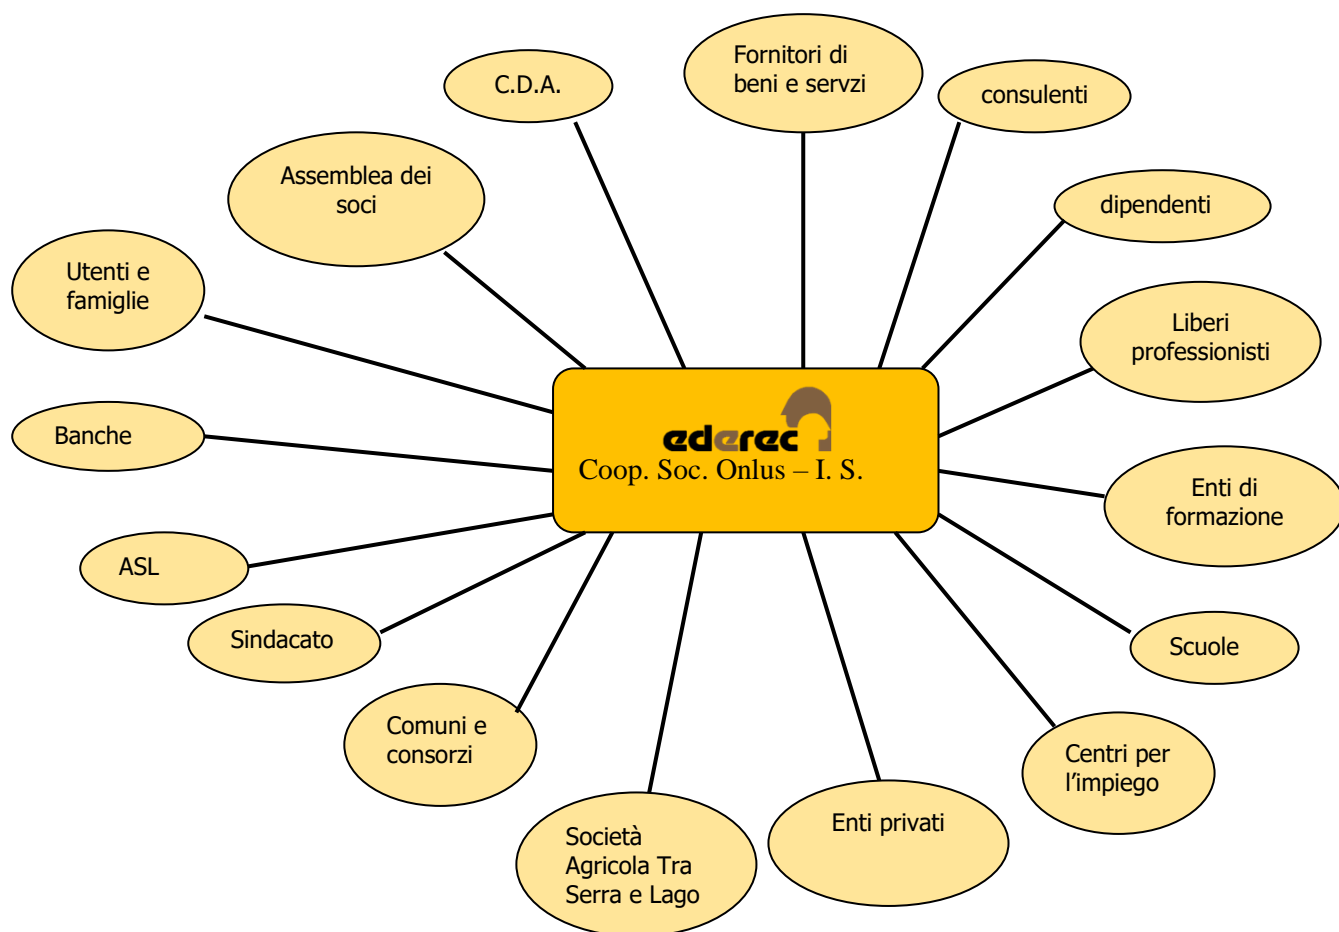 C.D.A.
Fornitori di
beni e servzi
consulenti
Assemblea dei
soci
dipendenti
Utenti e
famiglie
Liberi
professionisti
Banche
ederec
Coop. Soc. Onlus – I. S.
Enti di
formazione
ASL
Sindacato
Scuole
Comuni e
consorzi
Centri per
l'impiego
Società
Agricola Tra
Serra e Lago
Enti privati